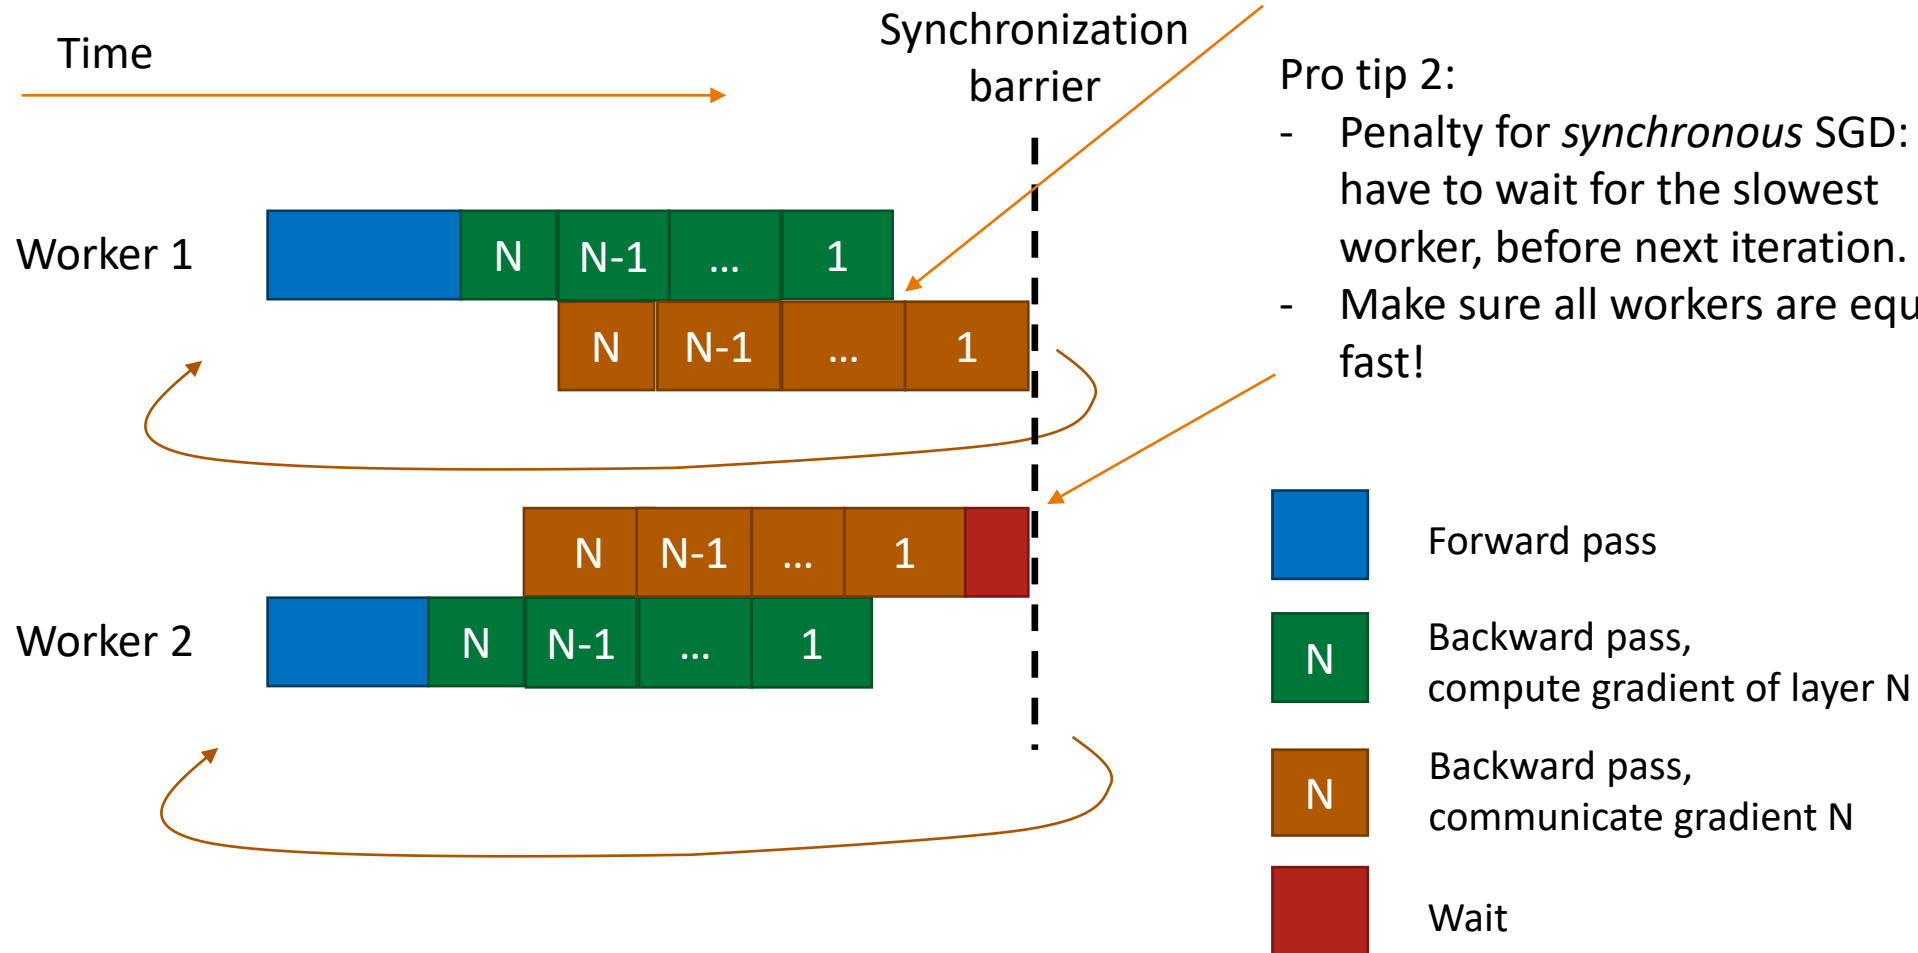 Time
Synchronization
barrier
Pro tip 2:
- Penalty for synchronous SGD:
have to wait for the slowest
worker, before next iteration.
- Make sure all workers are equ
fast!
Worker 1
N N-1 ... 1
N N-1 ... 1
N N-1 ... 1
Worker 2
N N-1 ... 1
Forward pass
N
Backward pass,
compute gradient of layer N
N
Backward pass,
communicate gradient N
Wait